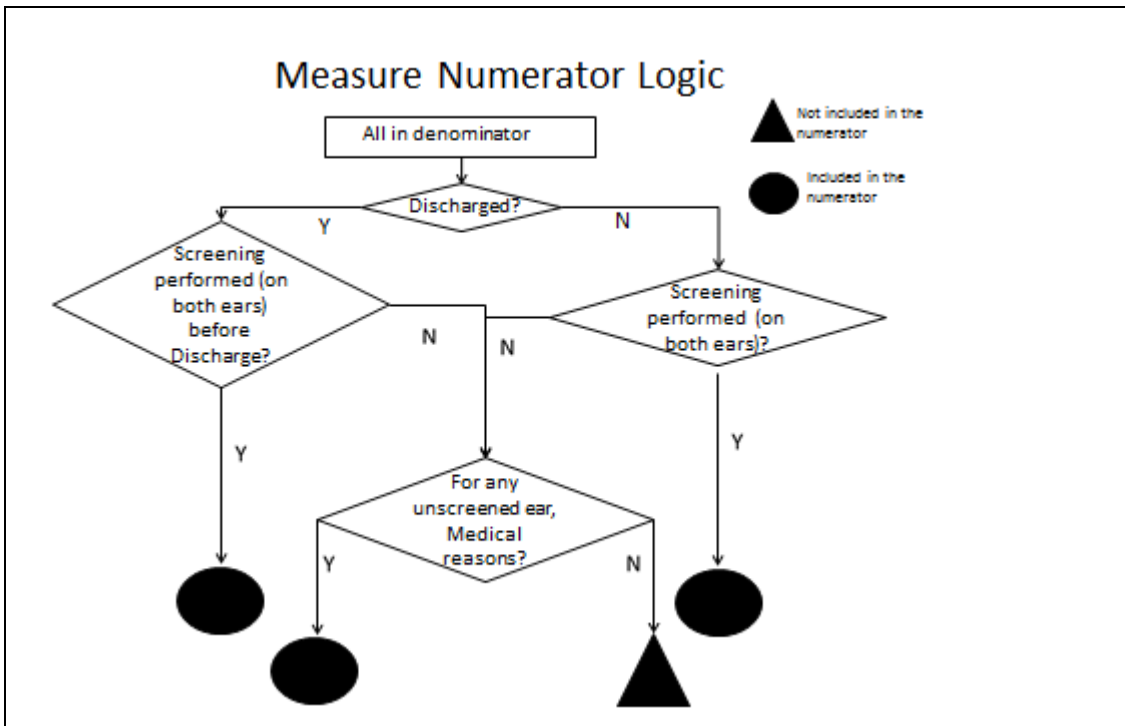 Measure Numerator Logic
All in denominator
Not included in the
numerator
Included in the
numerator
Discharged?
Y
N
Screening
performed (on
both ears)
before
Discharge?
Screening
performed (on
both ears)?
N
N
Y
Y
For any
unscreened ear,
Medical
reasons?
Y
N